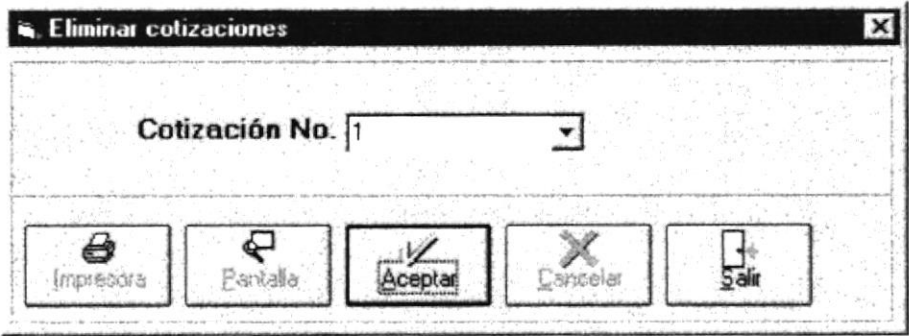 Eliminar cotizaciones
Cotización No. 1
Impresora Pantalla Aceptar Cancelar Salir